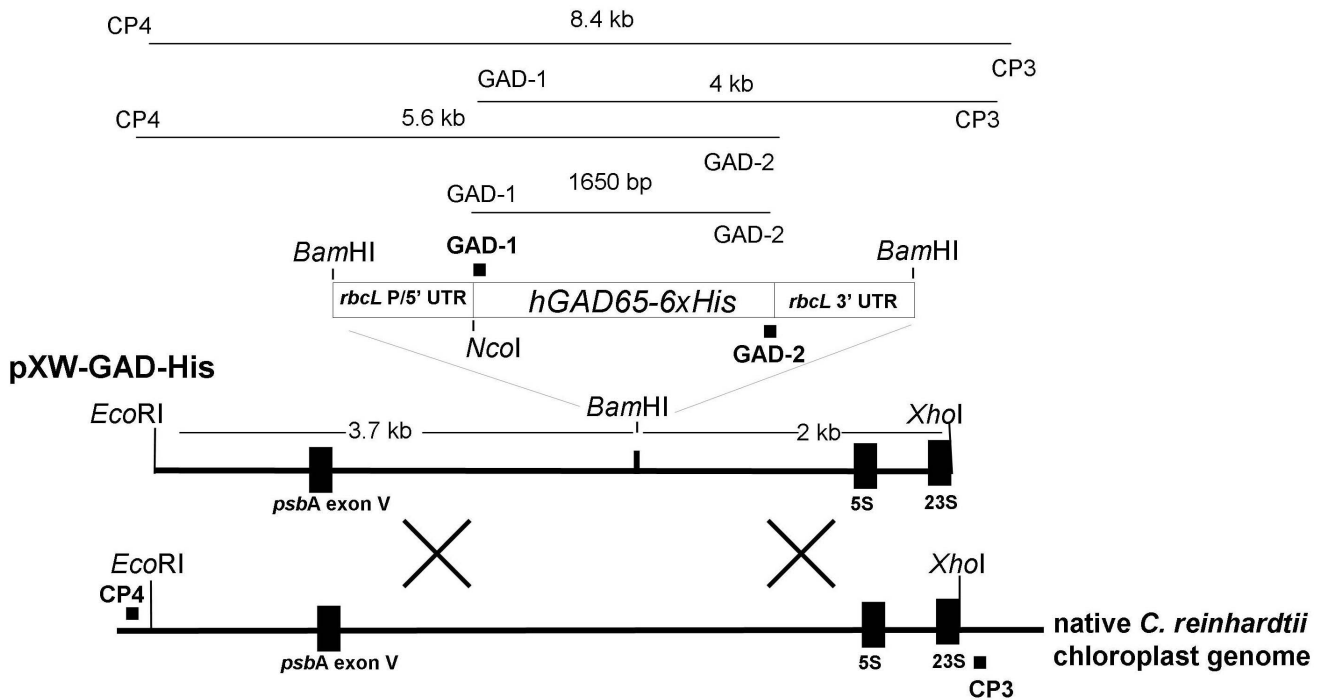 8.4 kb
CP4
CP3
GAD-1
4 kb
CP4
5.6 kb
CP3
GAD-2
1650 bp
GAD-1
GAD-2
BamHI
GAD-1
BamHI
rbcL P/5' UTR
hGAD65-6xHis
rbcL 3' UTR
NcoI
GAD-2
pXW-GAD-His
EcoRI
BamHI
XhoI
3.7 kb
2 kb
psbA exon V
5S
23S
EcoRI
XhoI
CP4
native C. reinhardtii
chloroplast genome
psbA exon V
5S
23S
CP3